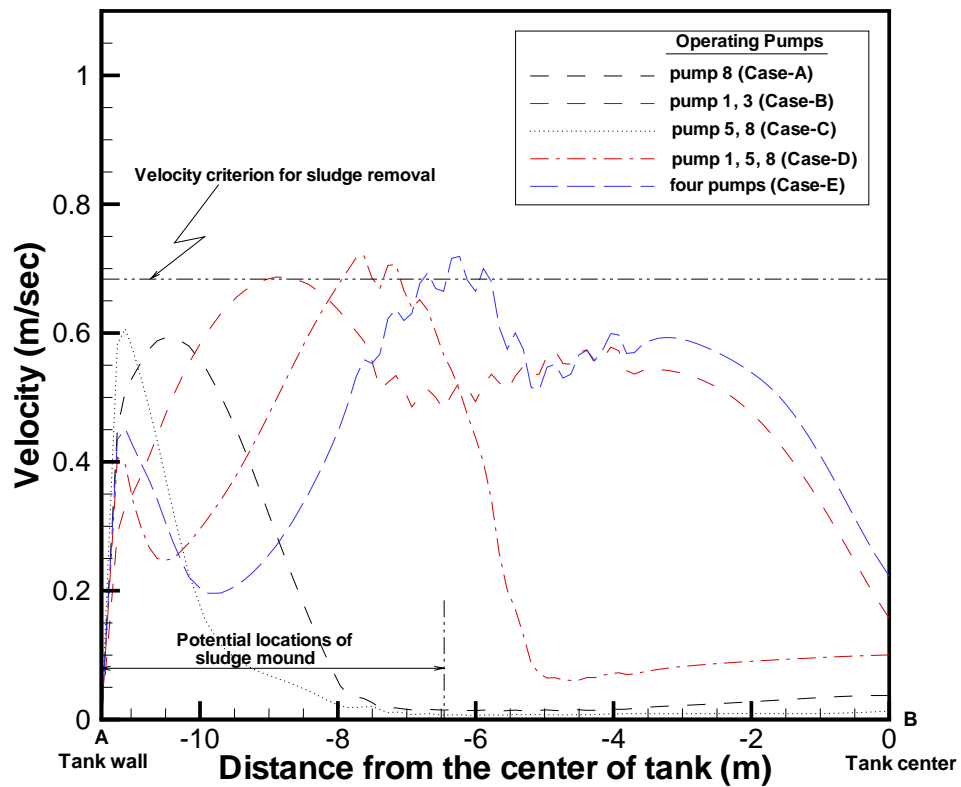 Operating Pumps
pump 8 (Case-A)
pump 1, 3 (Case-B)
pump 5, 8 (Case-C)
pump 1, 5, 8 (Case-D)
four pumps (Case-E)
Velocity criterion for sludge removal
Velocity (m/sec)
1
0.8
0.6
0.4
0.2
0
Potential locations of
sludge mound
A
-10
-8
-6
-4
-2
0
B
Tank wall
Distance from the center of tank (m)
Tank center